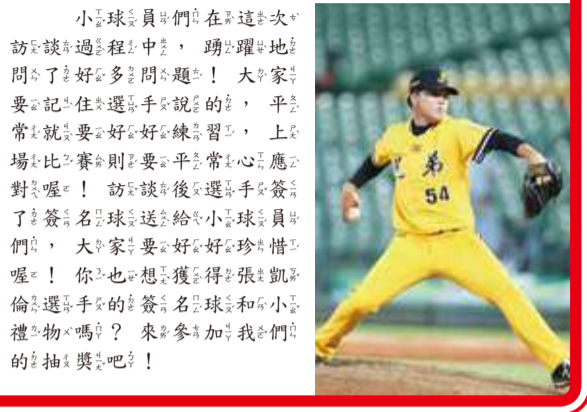 小球員們在這次
訪談過程中，踴躍地
問了好多問題！大家
要記住選手說的，平
常就要好好練習，上
場比賽則要平常心應
對喔！訪談後選手簽
了簽名球送給小球員
們，大家要好好珍惜
喔！你也想獲得張凱
倫選手的簽名球和小
禮物嗎？來參加我們
的抽獎吧！
弟
54